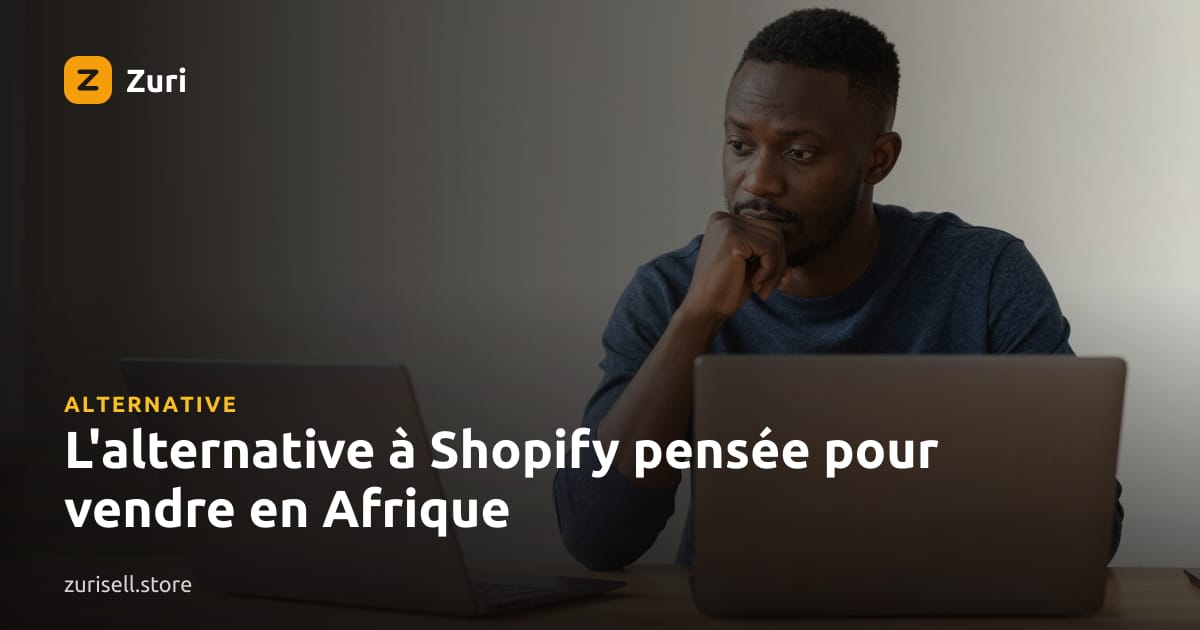 Z Zuri
ALTERNATIVE
L'alternative à Shopify pensée pour
vendre en Afrique
zurisell.store